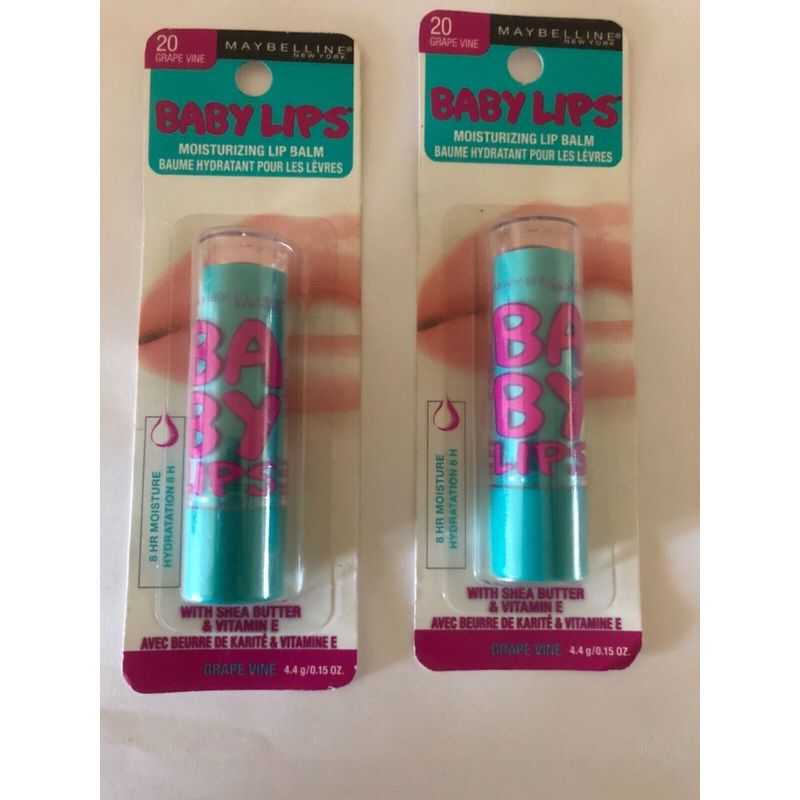 20
GRAPE VINE
MAYBELLINE®
NEW YORK
BABY LIPS
MOISTURIZING LIP BALM
BAUME HYDRATANT POUR LES LÈVRES
BA
BY
LIPS
8 HR MOISTURE
HYDRATATION 8 H
WITH SHEA BUTTER
& VITAMIN E
AVEC BEURRE DE KARITÉ & VITAMINE E
GRAPE VINE 4.4 g/0.15 OZ.
20
GRAPE VINE
MAYBELLINE®
NEW YORK
BABY LIPS
MOISTURIZING LIP BALM
BAUME HYDRATANT POUR LES LÈVRES
BA
BY
LIPS
8 HR MOISTURE
HYDRATATION 8 H
WITH SHEA BUTTER
& VITAMIN E
AVEC BEURRE DE KARITÉ & VITAMINE E
GRAPE VINE 4.4 g/0.15 OZ.